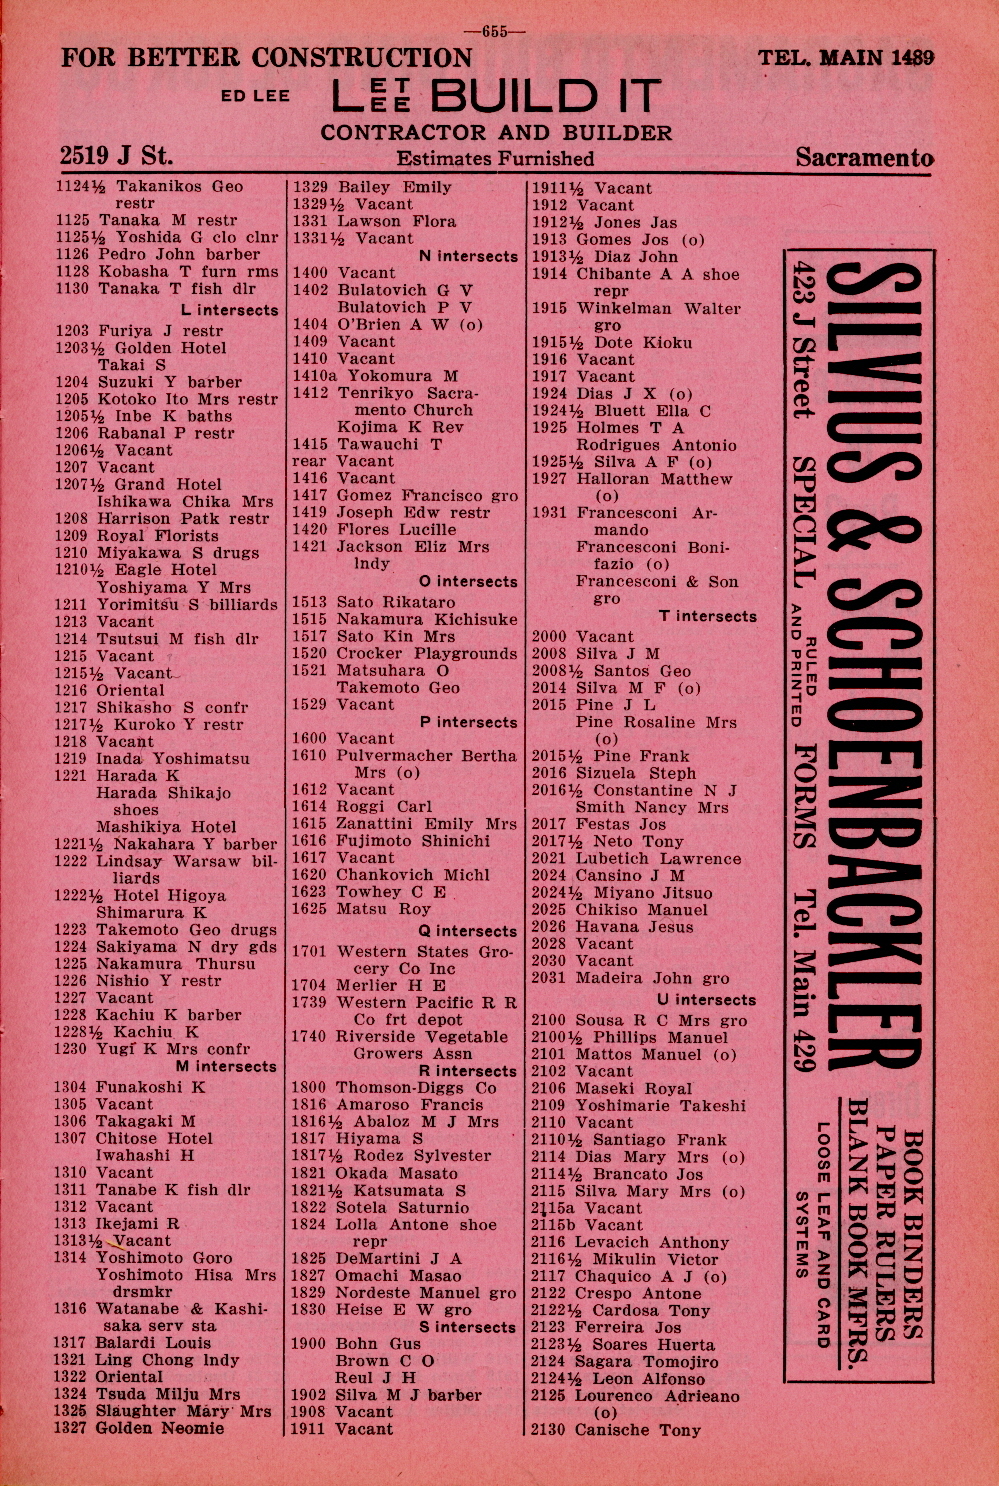 —655—
FOR BETTER CONSTRUCTION TEL. MAIN 1489
ED LEE LET LEE BUILD IT
CONTRACTOR AND BUILDER
2519 J St. Estimates Furnished Sacramento
1124½ Takanikos Geo
restr
1125 Tanaka M restr
1125½ Yoshida G clo clnr
1126 Pedro John barber
1128 Kobasha T furn rms
1130 Tanaka T fish dlr
L intersects
1203 Furiya J restr
1203½ Golden Hotel
Takai S
1204 Suzuki Y barber
1205 Kotoko Ito Mrs restr
1205½ Inbe K baths
1206 Rabanal P restr
1206½ Vacant
1207 Vacant
1207½ Grand Hotel
Ishikawa Chika Mrs
1208 Harrison Patk restr
1209 Royal Florists
1210 Miyakawa S drugs
1210½ Eagle Hotel
Yoshiyama Y Mrs
1211 Yorimitsu S billiards
1213 Vacant
1214 Tsutsui M fish dlr
1215 Vacant
1215½ Vacant
1216 Oriental
1217 Shikasho S confr
1217½ Kuroko Y restr
1218 Vacant
1219 Inada Yoshimatsu
1221 Harada K
Harada Shikajo
shoes
Mashikiya Hotel
1221½ Nakahara Y barber
1222 Lindsay Warsaw bil-
liards
1222½ Hotel Higoya
Shimarura K
1223 Takemoto Geo drugs
1224 Sakiyama N dry gds
1225 Nakamura Thursu
1226 Nishio Y restr
1227 Vacant
1228 Kachiu K barber
1228½ Kachiu K
1230 Yugi K Mrs confr
M intersects
1304 Funakoshi K
1305 Vacant
1306 Takagaki M
1307 Chitose Hotel
Iwahashi H
1310 Vacant
1311 Tanabe K fish dlr
1312 Vacant
1313 Ikejami R
1313½ Vacant
1314 Yoshimoto Goro
Yoshimoto Hisa Mrs
drsmkr
1316 Watanabe & Kashi-
saka serv sta
1317 Balardi Louis
1321 Ling Chong lndy
1322 Oriental
1324 Tsuda Milju Mrs
1325 Slaughter Mary Mrs
1327 Golden Neomie
1329 Bailey Emily
1329½ Vacant
1331 Lawson Flora
1331½ Vacant
N intersects
1400 Vacant
1402 Bulatovich G V
Bulatovich P V
1404 O'Brien A W (o)
1409 Vacant
1410 Vacant
1410a Yokomura M
1412 Tenrikyo Sacra-
mento Church
Kojima K Rev
1415 Tawauchi T
rear Vacant
1416 Vacant
1417 Gomez Francisco gro
1419 Joseph Edw restr
1420 Flores Lucille
1421 Jackson Eliz Mrs
lndy
O intersects
1513 Sato Rikataro
1515 Nakamura Kichisuke
1517 Sato Kin Mrs
1520 Crocker Playgrounds
1521 Matsuhara O
Takemoto Geo
1529 Vacant
P intersects
1600 Vacant
1610 Pulvermacher Bertha
Mrs (o)
1612 Vacant
1614 Roggi Carl
1615 Zanattini Emily Mrs
1616 Fujimoto Shinichi
1617 Vacant
1620 Chankovich Michl
1623 Towhey C E
1625 Matsu Roy
Q intersects
1701 Western States Gro-
cery Co Inc
1704 Merlier H E
1739 Western Pacific R R
Co frt depot
1740 Riverside Vegetable
Growers Assn
R intersects
1800 Thomson-Diggs Co
1816 Amaroso Francis
1816½ Abaloz M J Mrs
1817 Hiyama S
1817½ Rodez Sylvester
1821 Okada Masato
1821½ Katsumata S
1822 Sotela Saturnio
1824 Lolla Antone shoe
repr
1825 DeMartini J A
1827 Omachi Masao
1829 Nordeste Manuel gro
1830 Heise E W gro
S intersects
1900 Bohn Gus
Brown C O
Reul J H
1902 Silva M J barber
1908 Vacant
1911 Vacant
1911½ Vacant
1912 Vacant
1912½ Jones Jas
1913 Gomes Jos (o)
1913½ Diaz John
1914 Chibante A A shoe
repr
1915 Winkelman Walter
gro
1915½ Dote Kioku
1916 Vacant
1917 Vacant
1924 Dias J X (o)
1924½ Bluett Ella C
1925 Holmes T A
Rodrigues Antonio
1925½ Silva A F (o)
1927 Halloran Matthew
(o)
1931 Francesconi Ar-
mando
Francesconi Boni-
fazio (o)
Francesconi & Son
gro
T intersects
2000 Vacant
2008 Silva J M
2008½ Santos Geo
2014 Silva M F (o)
2015 Pine J L
Pine Rosaline Mrs
(o)
2015½ Pine Frank
2016 Sizuela Steph
2016½ Constantine N J
Smith Nancy Mrs
2017 Festas Jos
2017½ Neto Tony
2021 Lubetich Lawrence
2024 Cansino J M
2024½ Miyano Jitsuo
2025 Chikiso Manuel
2026 Havana Jesus
2028 Vacant
2030 Vacant
2031 Madeira John gro
U intersects
2100 Sousa R C Mrs gro
2100½ Phillips Manuel
2101 Mattos Manuel (o)
2102 Vacant
2106 Maseki Royal
2109 Yoshimarie Takeshi
2110 Vacant
2110½ Santiago Frank
2114 Dias Mary Mrs (o)
2114½ Brancato Jos
2115 Silva Mary Mrs (o)
2115a Vacant
2115b Vacant
2116 Levacich Anthony
2116½ Mikulin Victor
2117 Chaquico A J (o)
2122 Crespo Antone
2122½ Cardosa Tony
2123 Ferreira Jos
2123½ Soares Huerta
2124 Sagara Tomojiro
2124½ Leon Alfonso
2125 Lourenco Adrieano
(o)
2130 Canische Tony
SILVIUS & SCHOENBACKLER
423 J Street SPECIAL RULED AND PRINTED FORMS Tel. Main 429
BOOK BINDERS
PAPER RULERS
BLANK BOOK MFRS.
LOOSE LEAF AND CARD
SYSTEMS